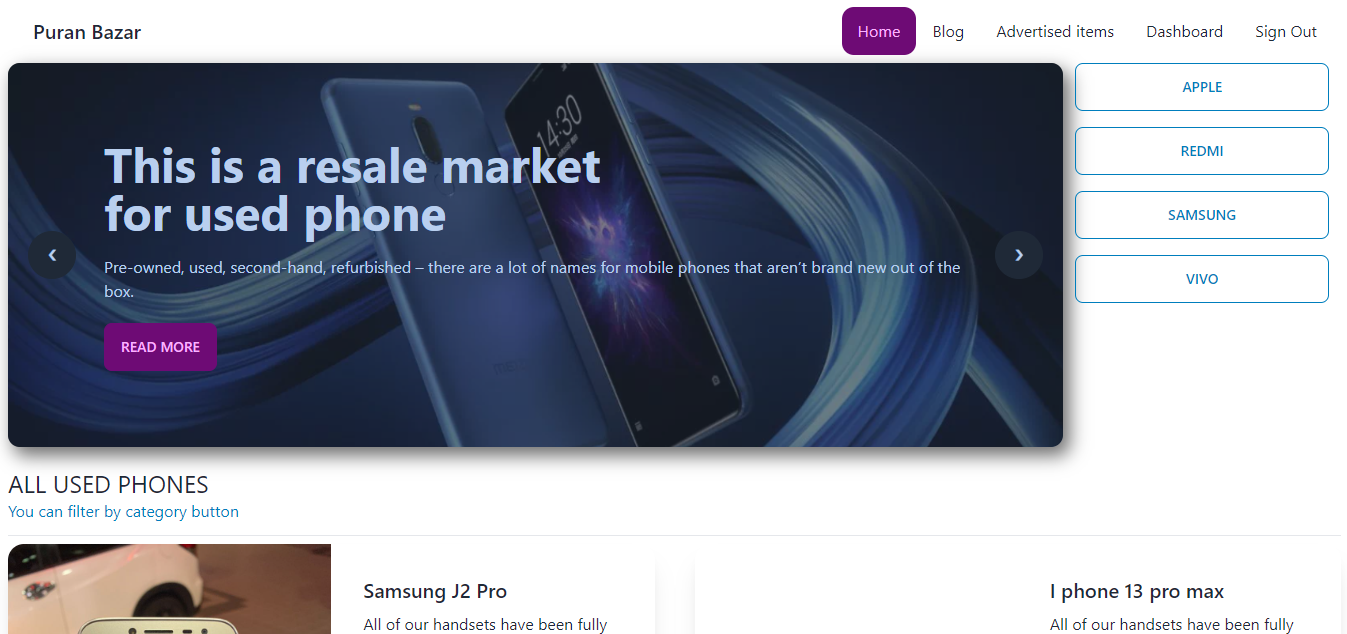 Puran Bazar
Home
Blog
Advertised items
Dashboard
Sign Out
14:30
This is a resale market
for used phone
Pre-owned, used, second-hand, refurbished – there are a lot of names for mobile phones that aren’t brand new out of the
box.
READ MORE
APPLE
REDMI
SAMSUNG
VIVO
ALL USED PHONES
You can filter by category button
Samsung J2 Pro
All of our handsets have been fully
I phone 13 pro max
All of our handsets have been fully